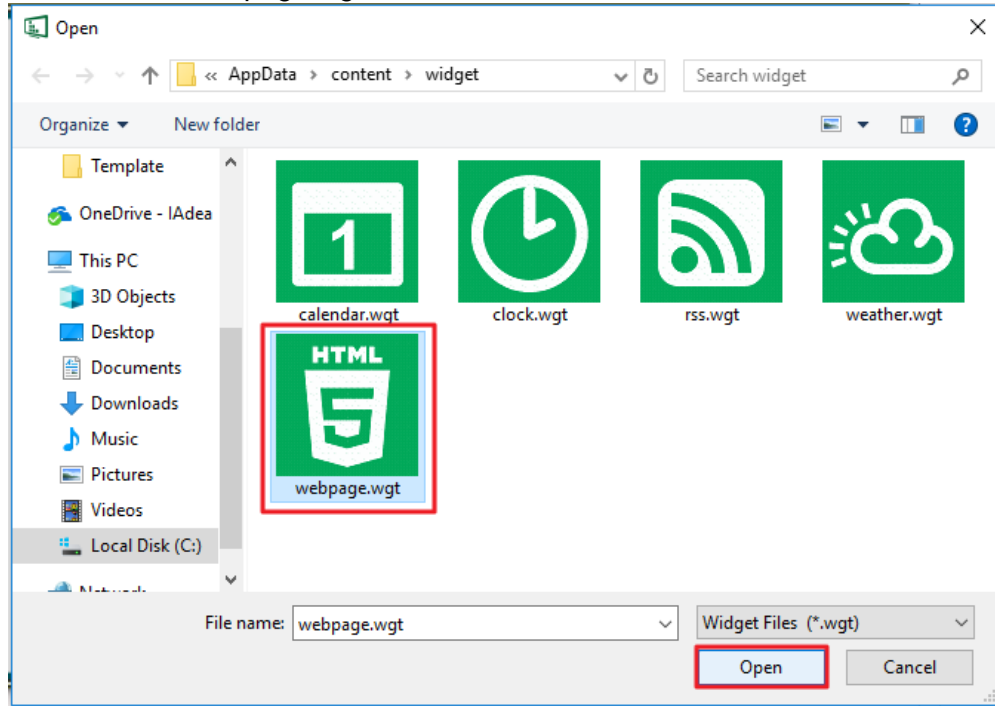 Open
« AppData › content › widget
Search widget
Organize
New folder
Template
OneDrive - IAdea
This PC
3D Objects
Desktop
Documents
Downloads
Music
Pictures
Videos
Local Disk (C:)
1
calendar.wgt
clock.wgt
rss.wgt
weather.wgt
HTML
5
webpage.wgt
File name:
webpage.wgt
Widget Files (*.wgt)
Open
Cancel